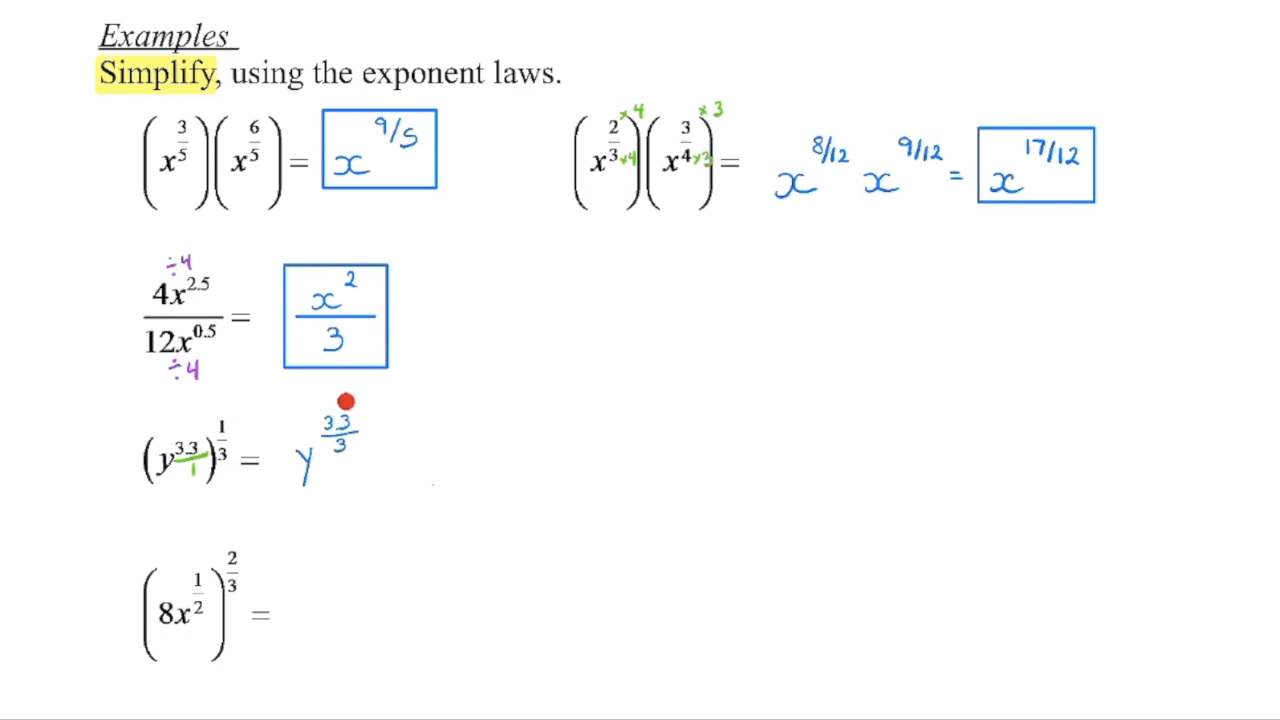 Examples
Simplify, using the exponent laws.
(x^{3/5})(x^{6/5}) = x^{9/5}
(x^{2/3})(x^{3/4}) = x^{8/12} x^{9/12} = x^{17/12}
×4 ×3
×4 ×3
÷4
4x^{2.5}/12x^{0.5} = x^2/3
÷4
(y^{3.3/1})^{1/3} = y^{3.3/3}
(8x^{1/2})^{2/3} =